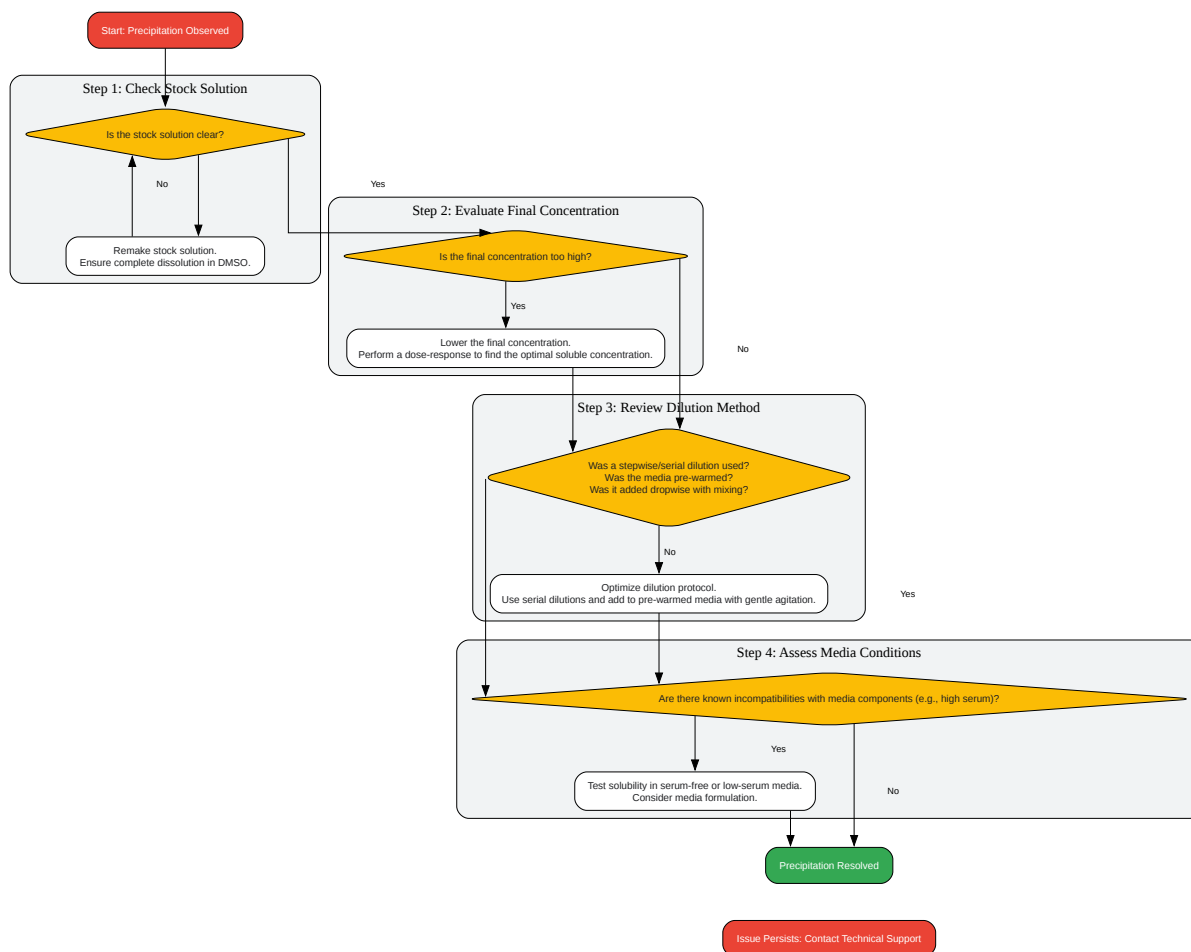 Start: Precipitation Observed
Step 1: Check Stock Solution
Is the stock solution clear?
No
Yes
Remake stock solution.
Ensure complete dissolution in DMSO.
Step 2: Evaluate Final Concentration
Is the final concentration too high?
Yes
No
Lower the final concentration.
Perform a dose-response to find the optimal soluble concentration.
Step 3: Review Dilution Method
Was a stepwise/serial dilution used?
Was the media pre-warmed?
Was it added dropwise with mixing?
No
Yes
Optimize dilution protocol.
Use serial dilutions and add to pre-warmed media with gentle agitation.
Step 4: Assess Media Conditions
Are there known incompatibilities with media components (e.g., high serum)?
Yes
No
Test solubility in serum-free or low-serum media.
Consider media formulation.
Precipitation Resolved
Issue Persists: Contact Technical Support